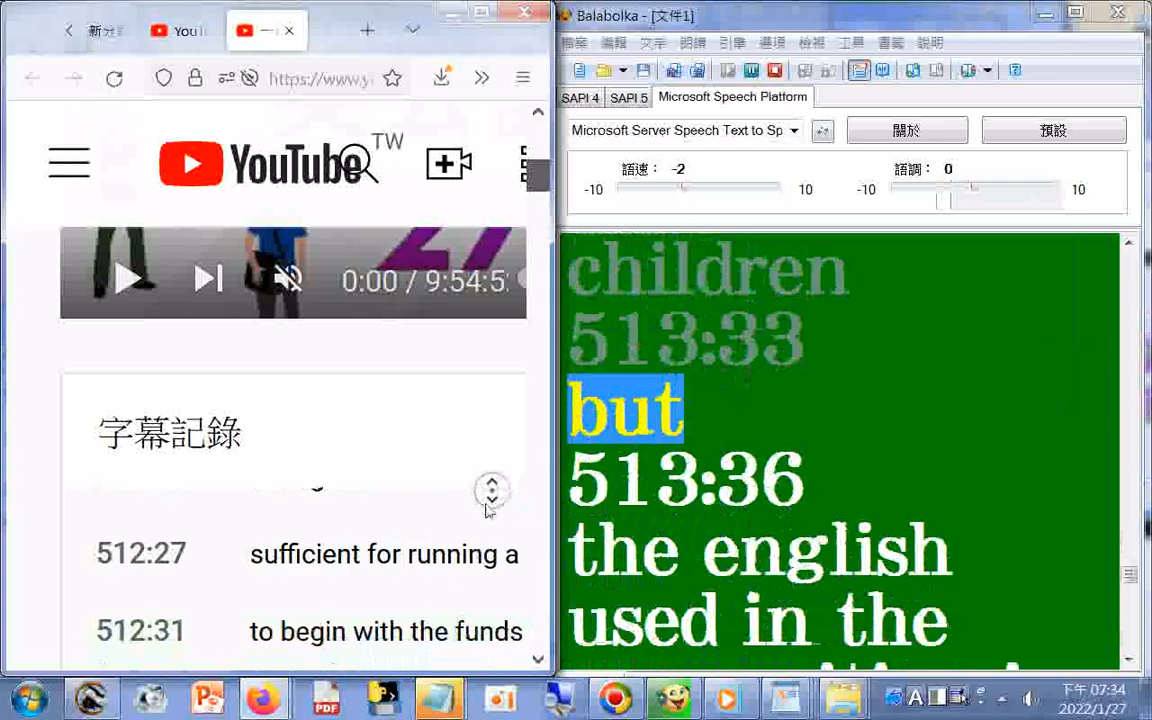 新分
YouT
Balabolka - [文件1]
檔案 編輯 文字 朗讀 引擎 選項 檢視 工具 書籤 說明
https://www.y
SAPI 4 SAPI 5 Microsoft Speech Platform
Microsoft Server Speech Text to Sp 關於 預設
語速： -2 語調： 0
-10 10 -10 10
YouTube TW
27
0:00 / 9:54:5
字幕記錄
512:27 sufficient for running a
512:31 to begin with the funds
children
513:33
but
513:36
the english
used in the
PDF
A
下午 07:34
2022/1/27